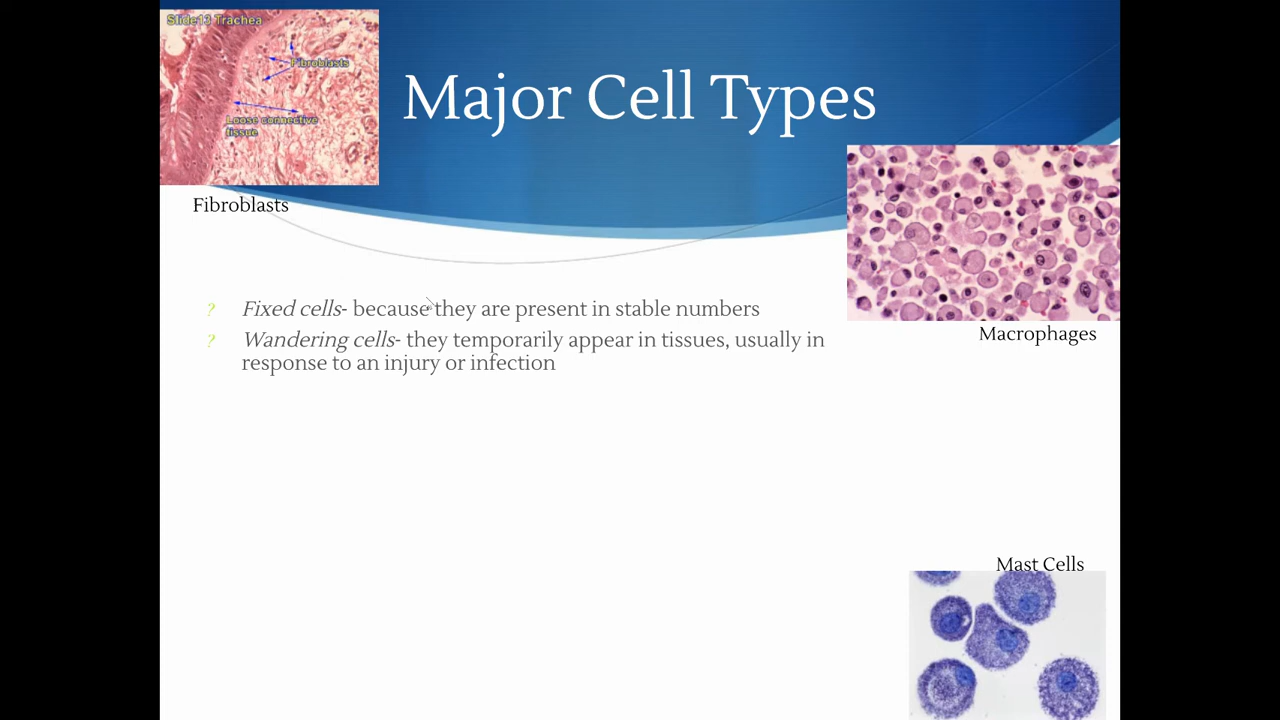 Slide13 Trachea
Fibroblasts
Loose connective
tissue
Major Cell Types
Fibroblasts
Macrophages
? Fixed cells- because they are present in stable numbers
? Wandering cells- they temporarily appear in tissues, usually in
response to an injury or infection
Mast Cells